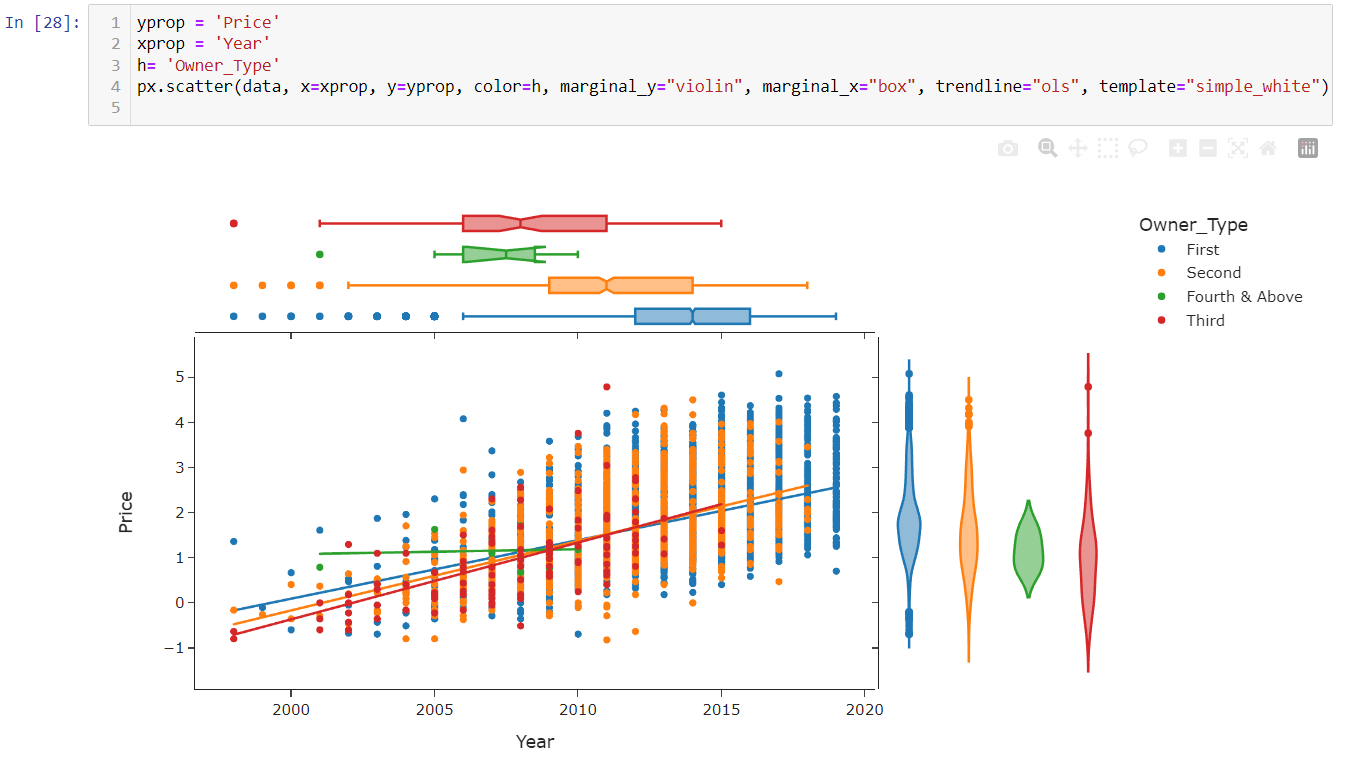 In [28]:
1 yprop = 'Price'
2 xprop = 'Year'
3 h= 'Owner_Type'
4 px.scatter(data, x=xprop, y=yprop, color=h, marginal_y="violin", marginal_x="box", trendline="ols", template="simple_white")
5
Owner_Type
First
Second
Fourth & Above
Third
5
4
3
2
1
0
−1
Price
2000 2005 2010 2015 2020
Year